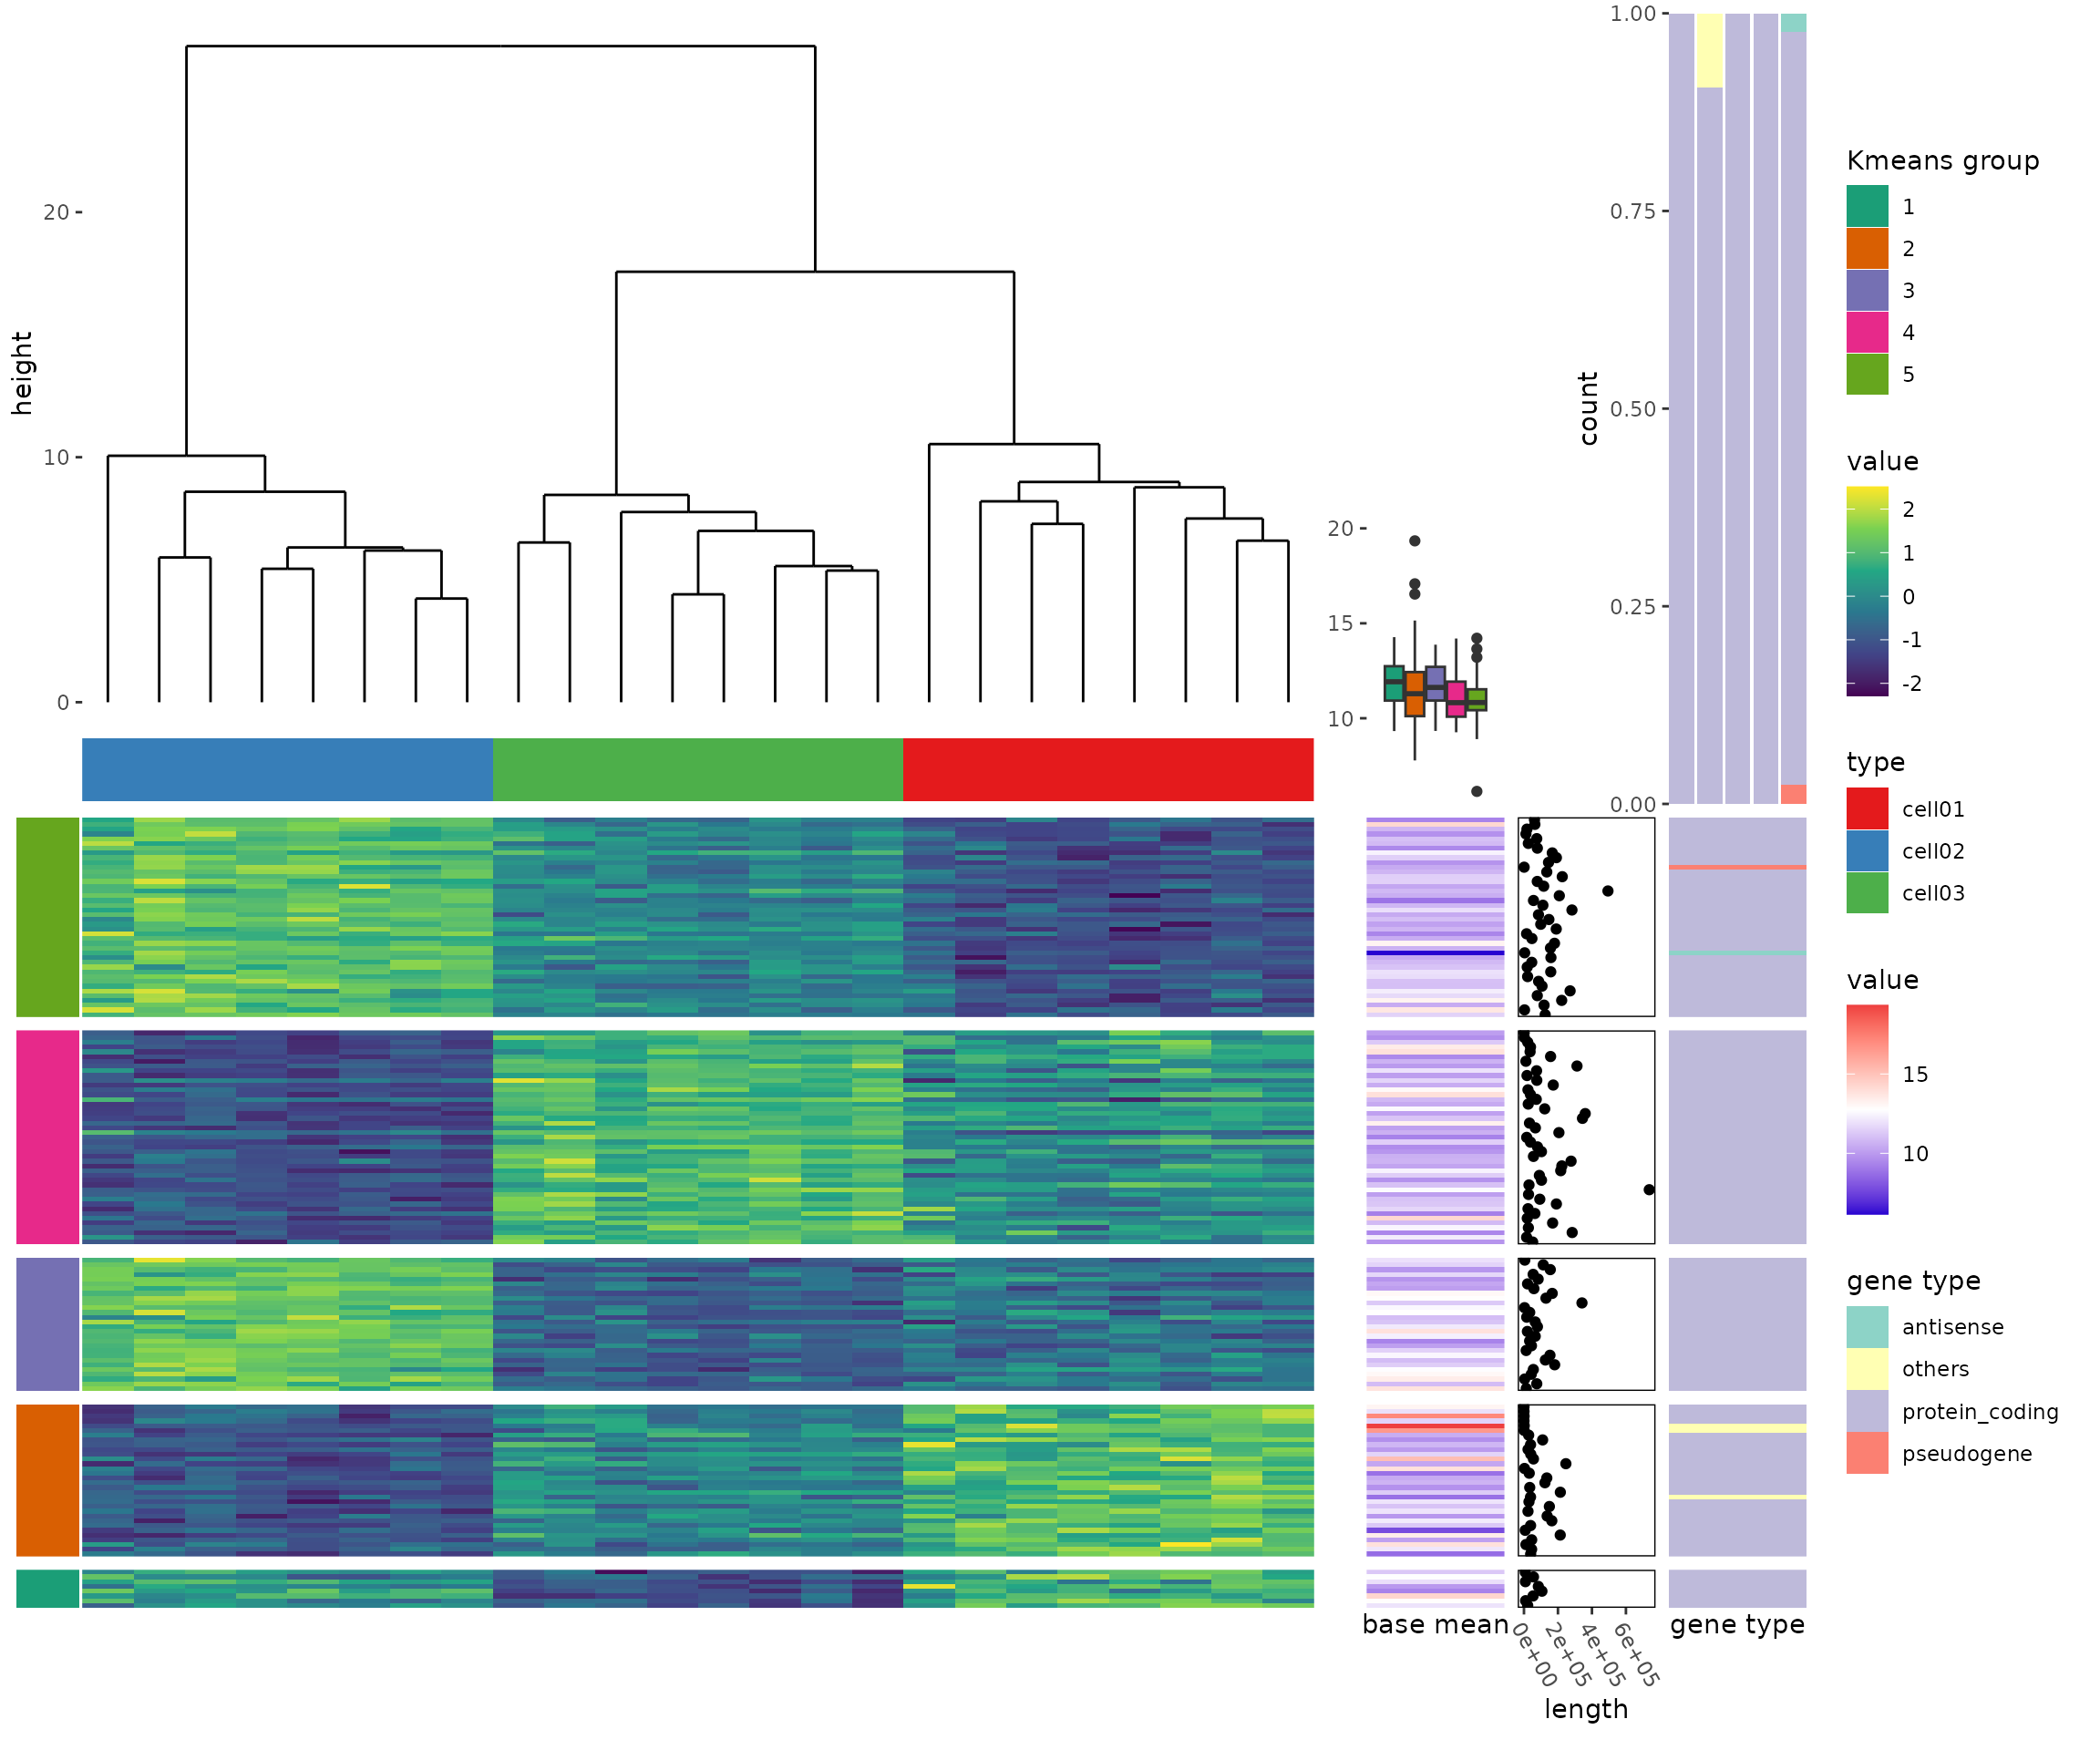 height
20
10
0
20
15
10
count
1.00
0.75
0.50
0.25
0.00
Kmeans group
1
2
3
4
5
value
2
1
0
-1
-2
type
cell01
cell02
cell03
value
15
10
gene type
antisense
others
protein_coding
pseudogene
base mean
0e+00
2e+05
4e+05
6e+05
length
gene type